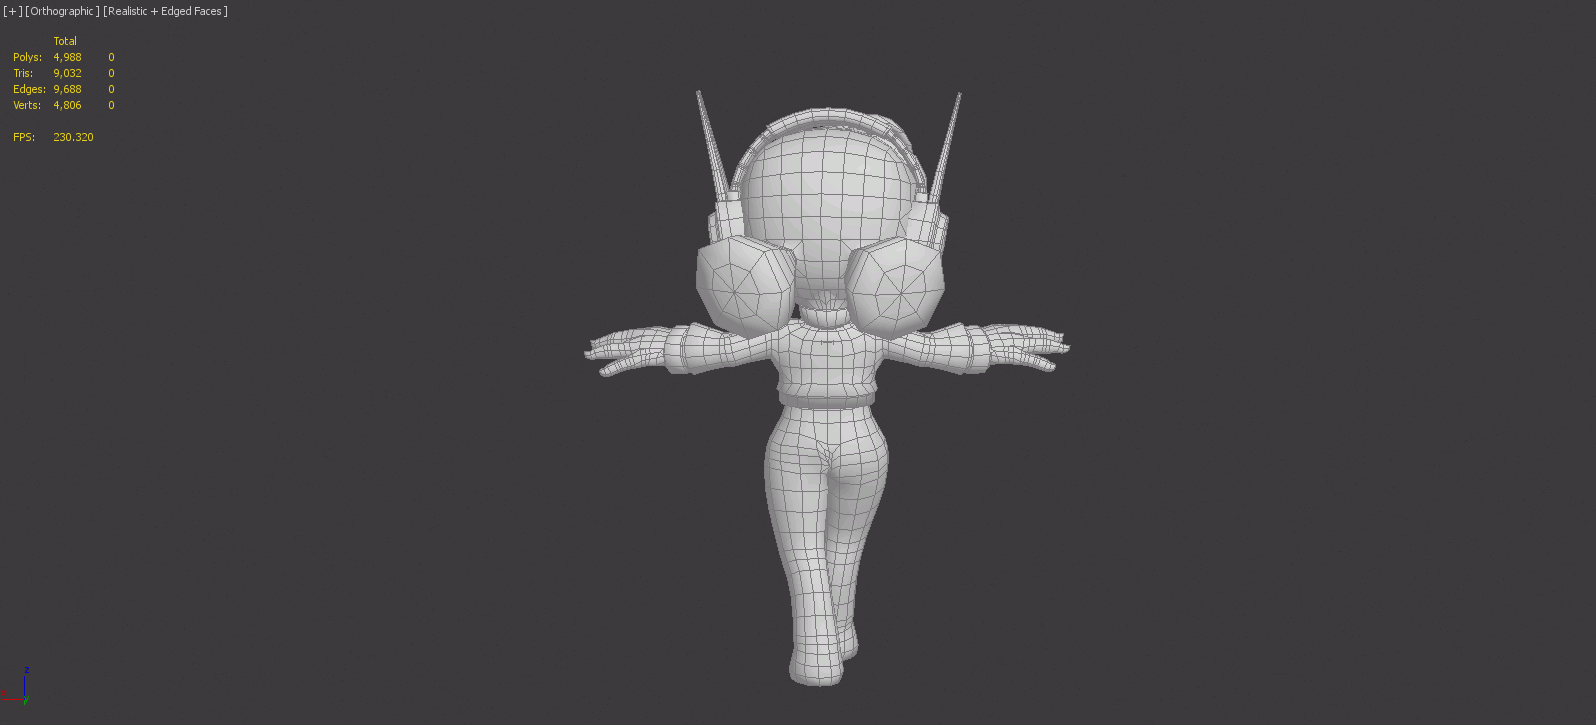 [+] [Orthographic] [Realistic + Edged Faces]
Total
Polys: 4,988 0
Tris: 9,032 0
Edges: 9,688 0
Verts: 4,806 0
FPS: 230.320
z
y